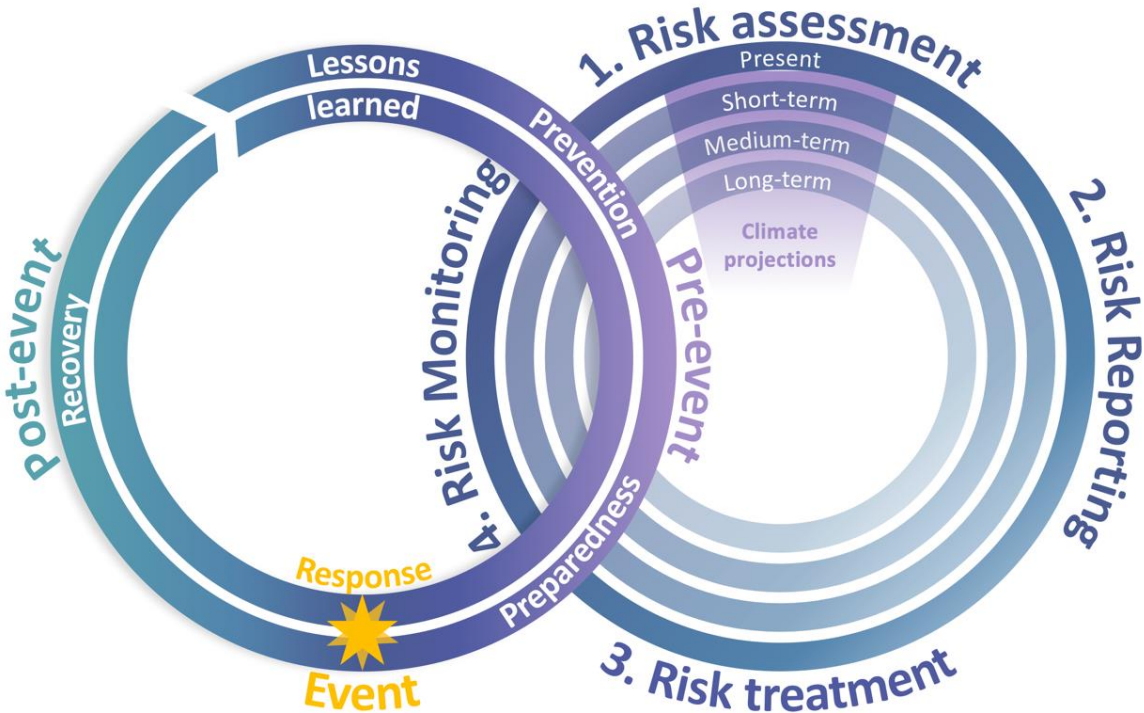 Lessons
learned
Prevention
Pre-event
Preparedness
Response
Event
Recovery
Post-event
1. Risk assessment
Present
Short-term
Medium-term
Long-term
Climate
projections
2. Risk Reporting
3. Risk treatment
4. Risk Monitoring